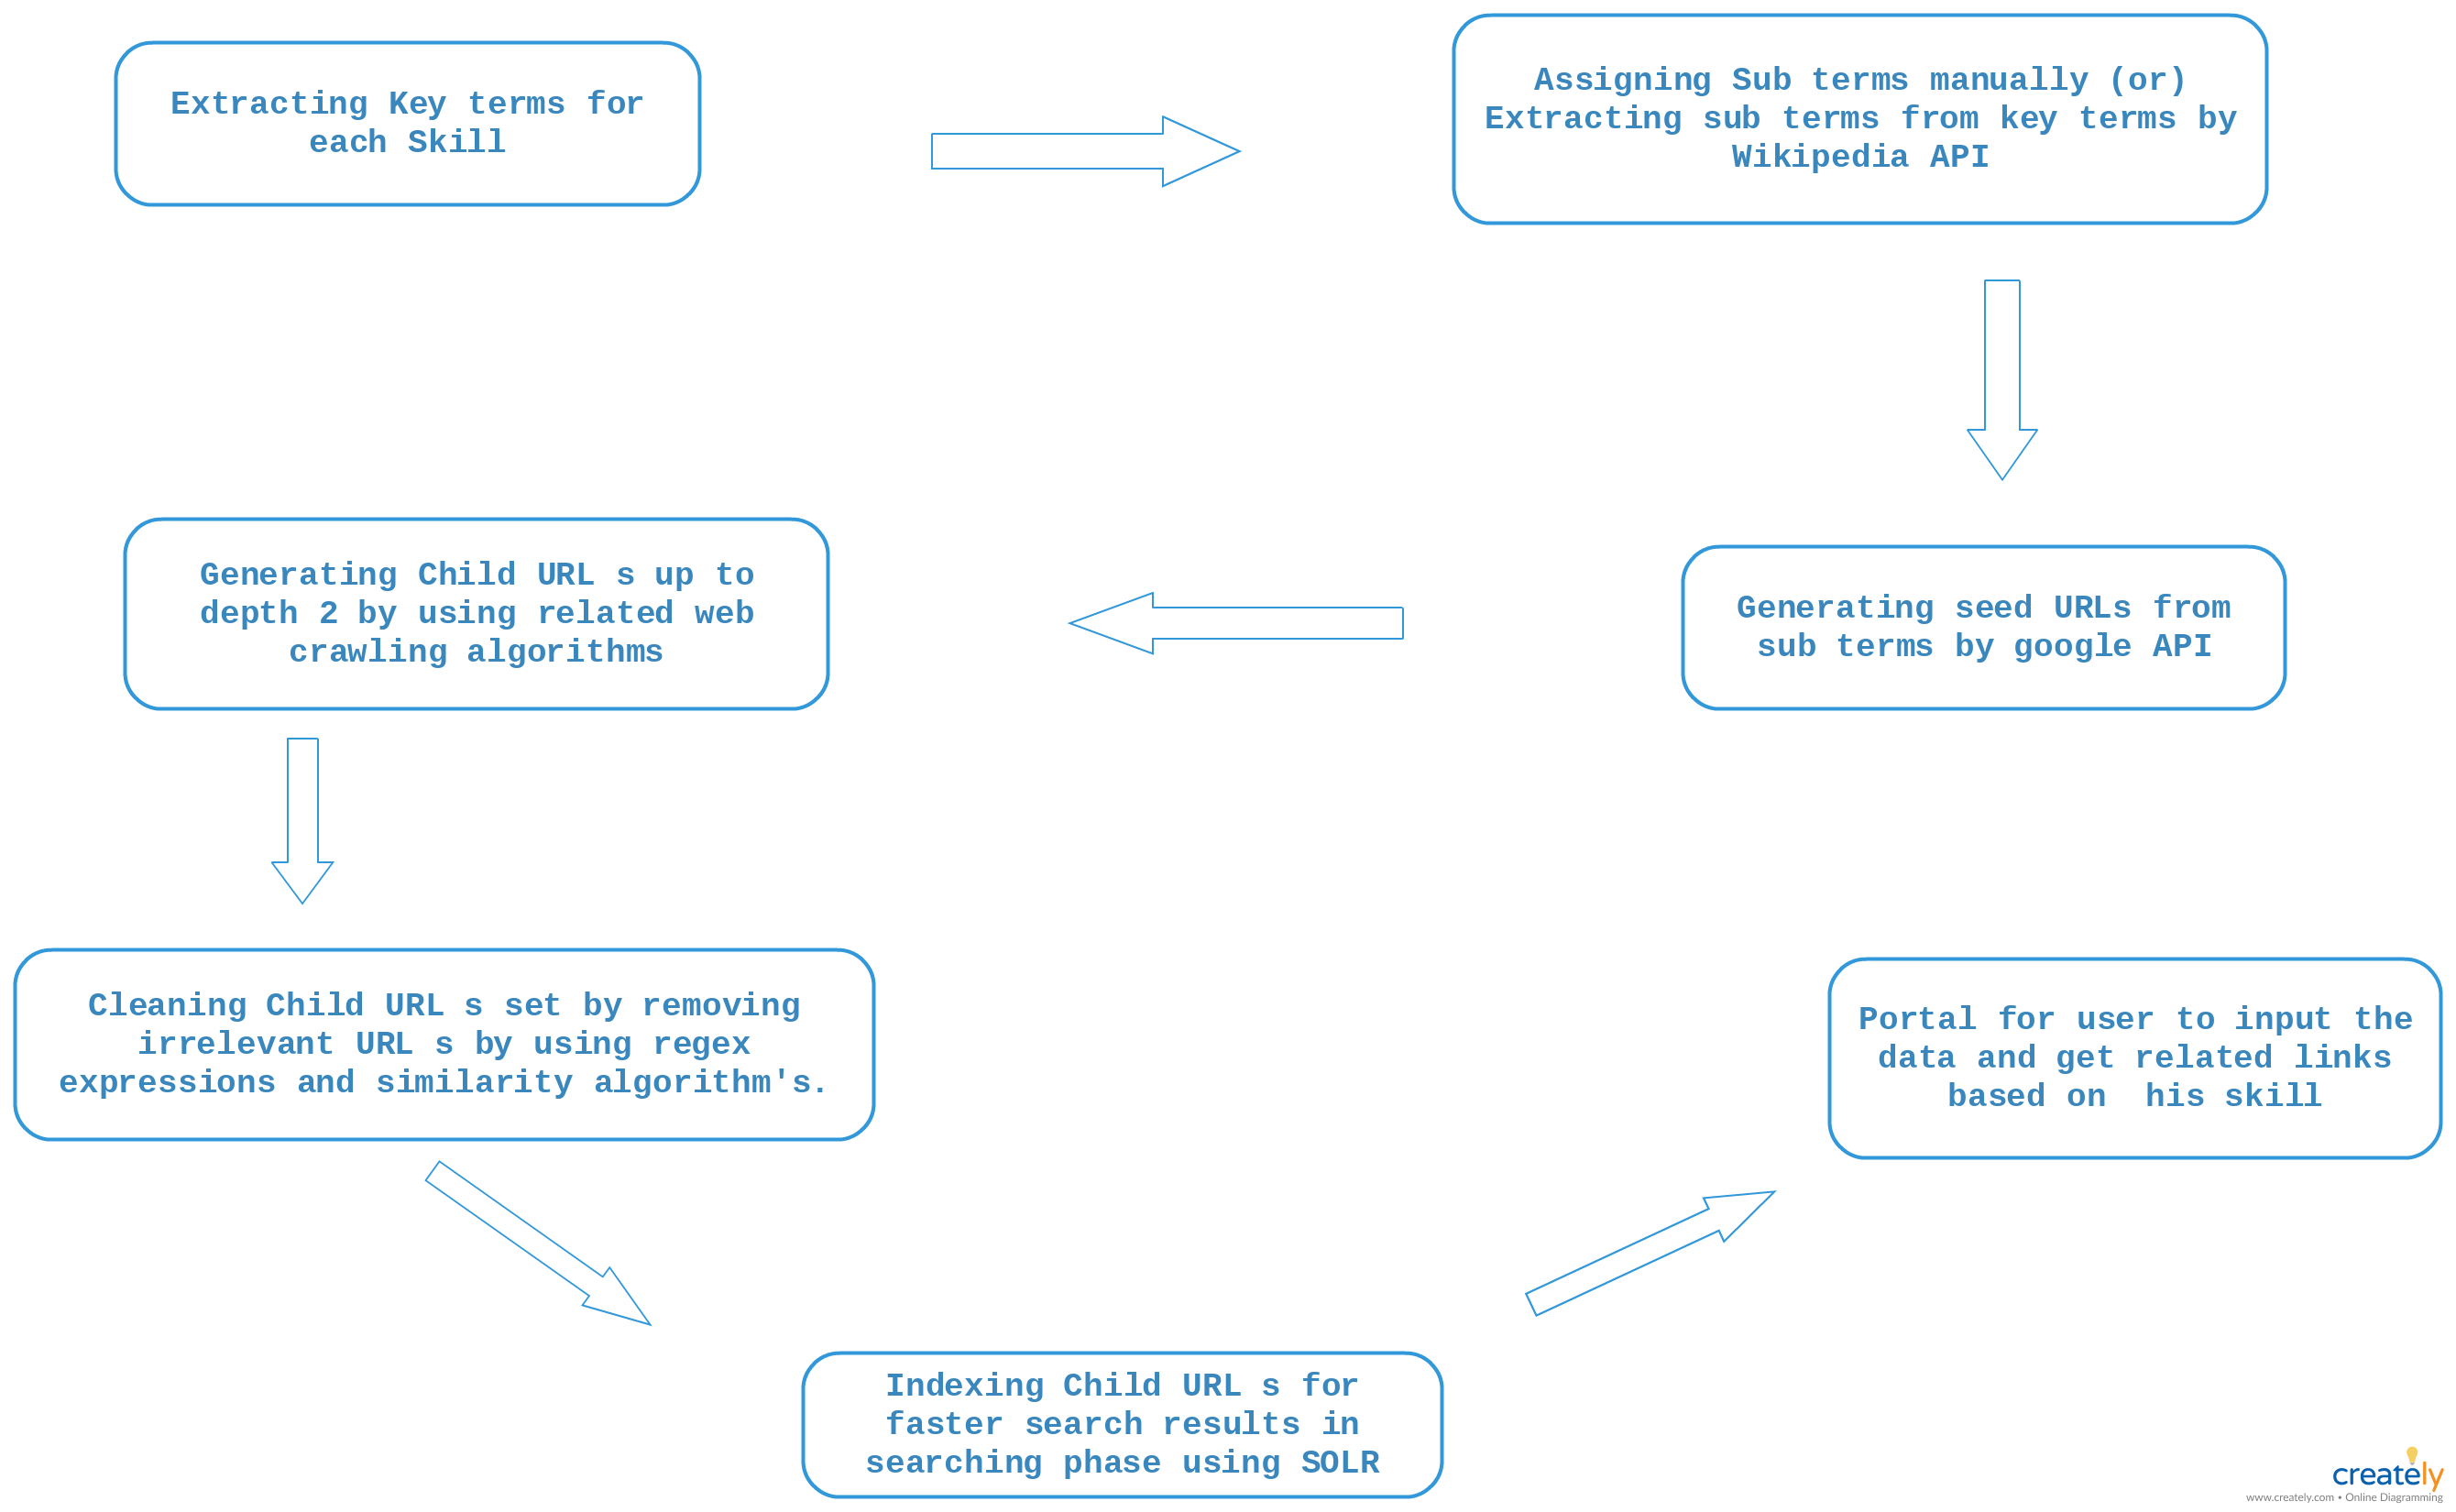 Extracting Key terms for
each Skill
Assigning Sub terms manually (or)
Extracting sub terms from key terms by
Wikipedia API
Generating Child URL s up to
depth 2 by using related web
crawling algorithms
Generating seed URLs from
sub terms by google API
Cleaning Child URL s set by removing
irrelevant URL s by using regex
expressions and similarity algorithm's.
Portal for user to input the
data and get related links
based on  his skill
Indexing Child URL s for
faster search results in
searching phase using SOLR
creately
www.creately.com • Online Diagramming